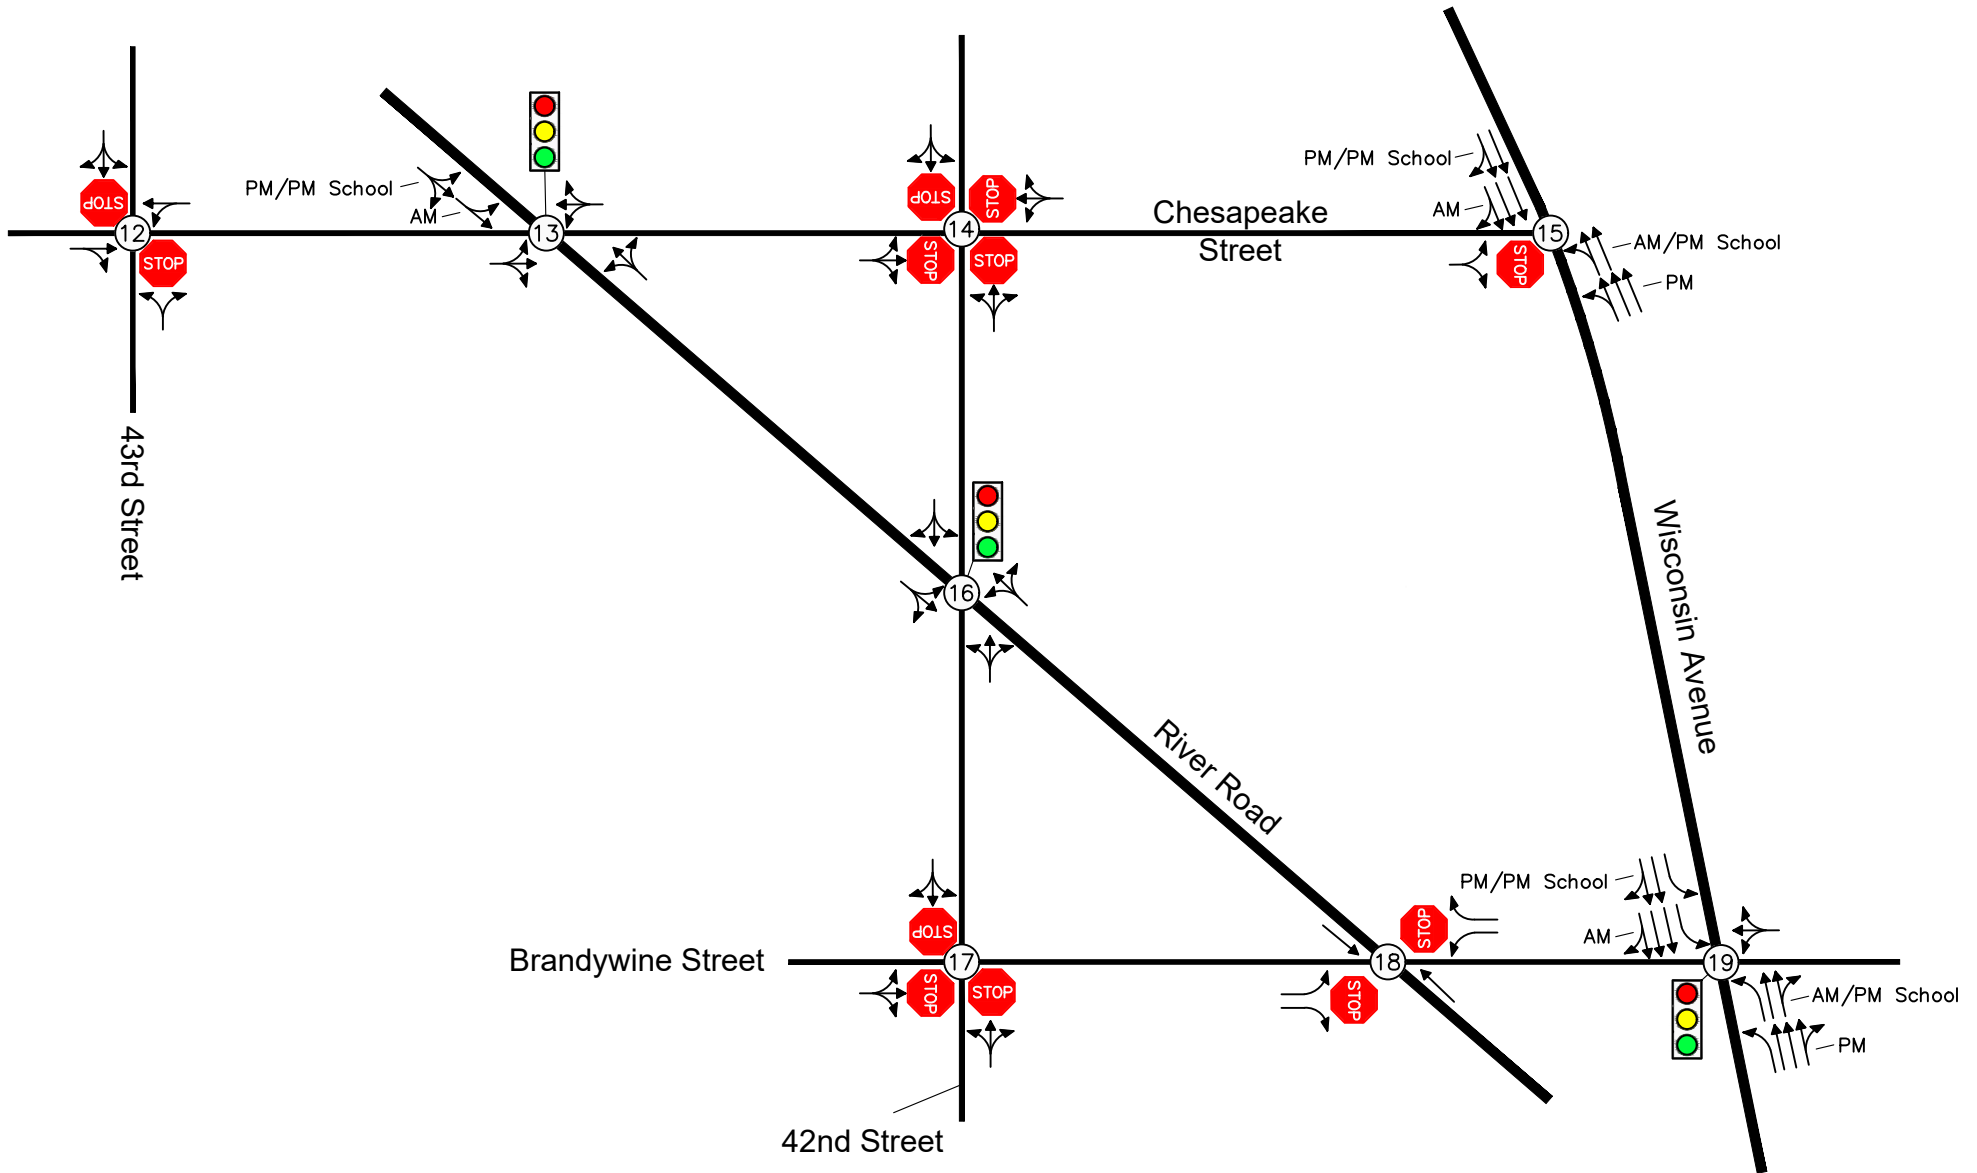 PM/PM School
AM
STOP
STOP
12
13
STOP
STOP
STOP
STOP
14
Chesapeake
Street
PM/PM School
AM
STOP
15
AM/PM School
PM
43rd Street
16
Wisconsin Avenue
River Road
Brandywine Street
STOP
17
STOP
STOP
STOP
18
STOP
PM/PM School
AM
19
AM/PM School
PM
42nd Street